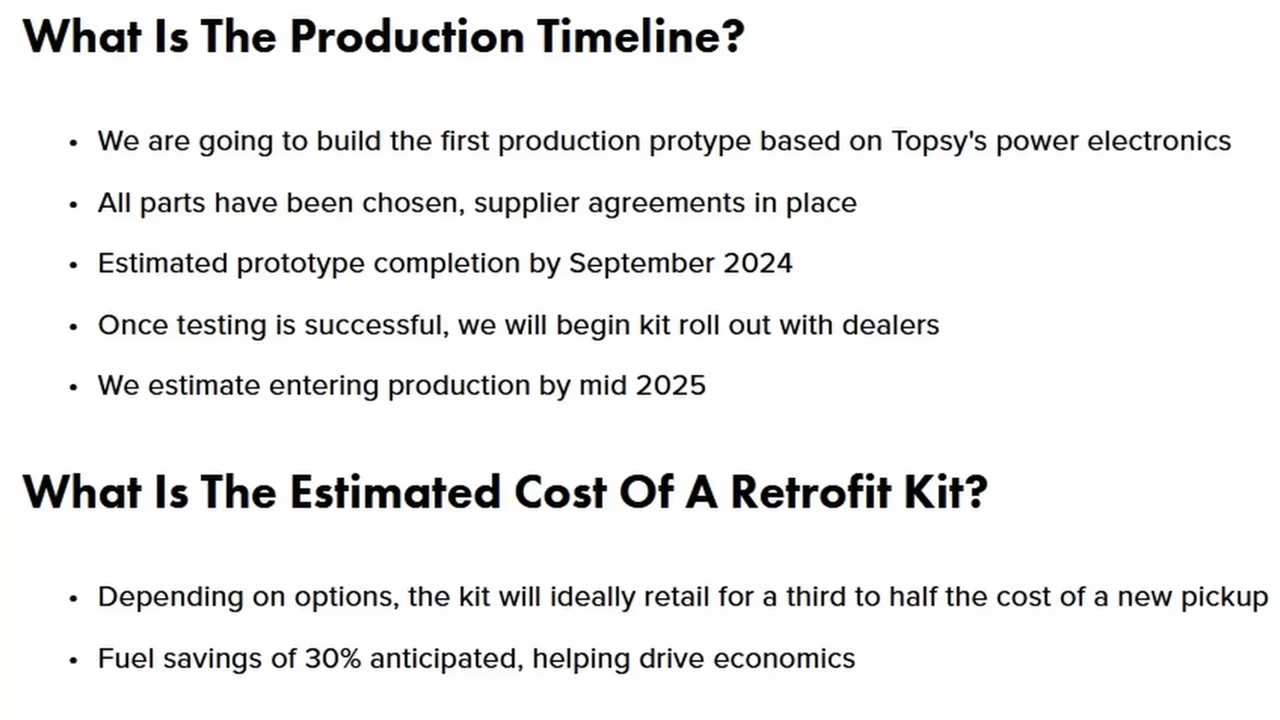 What Is The Production Timeline?
• We are going to build the first production protype based on Topsy's power electronics
• All parts have been chosen, supplier agreements in place
• Estimated prototype completion by September 2024
• Once testing is successful, we will begin kit roll out with dealers
• We estimate entering production by mid 2025
What Is The Estimated Cost Of A Retrofit Kit?
• Depending on options, the kit will ideally retail for a third to half the cost of a new pickup
• Fuel savings of 30% anticipated, helping drive economics